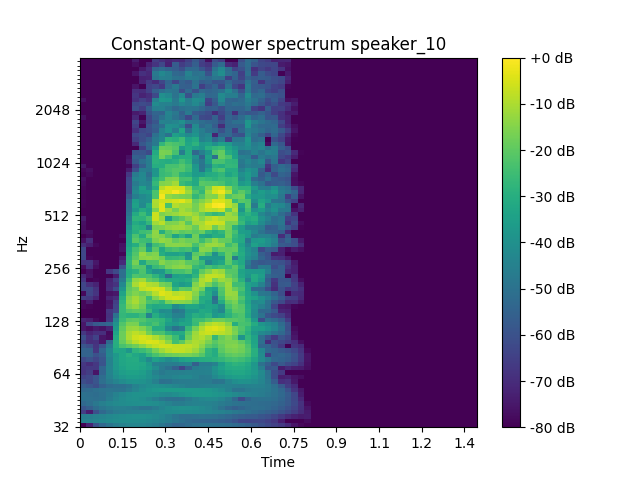 Constant-Q power spectrum speaker_10
Hz
2048
1024
512
256
128
64
32
0 0.15 0.3 0.45 0.6 0.75 0.9 1.1 1.2 1.4
Time
+0 dB
-10 dB
-20 dB
-30 dB
-40 dB
-50 dB
-60 dB
-70 dB
-80 dB